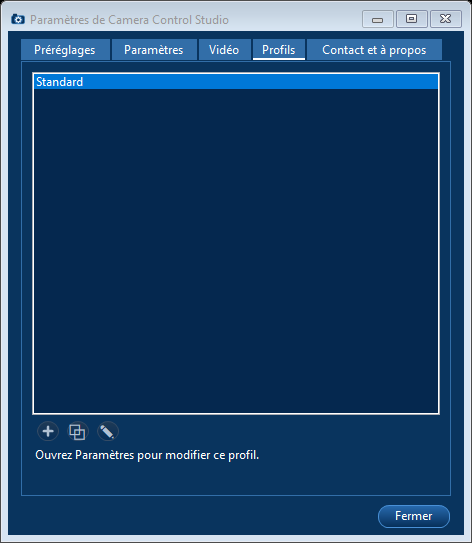 Paramètres de Camera Control Studio
Préréglages Paramètres Vidéo Profils Contact et à propos
Standard
Ouvrez Paramètres pour modifier ce profil.
Fermer